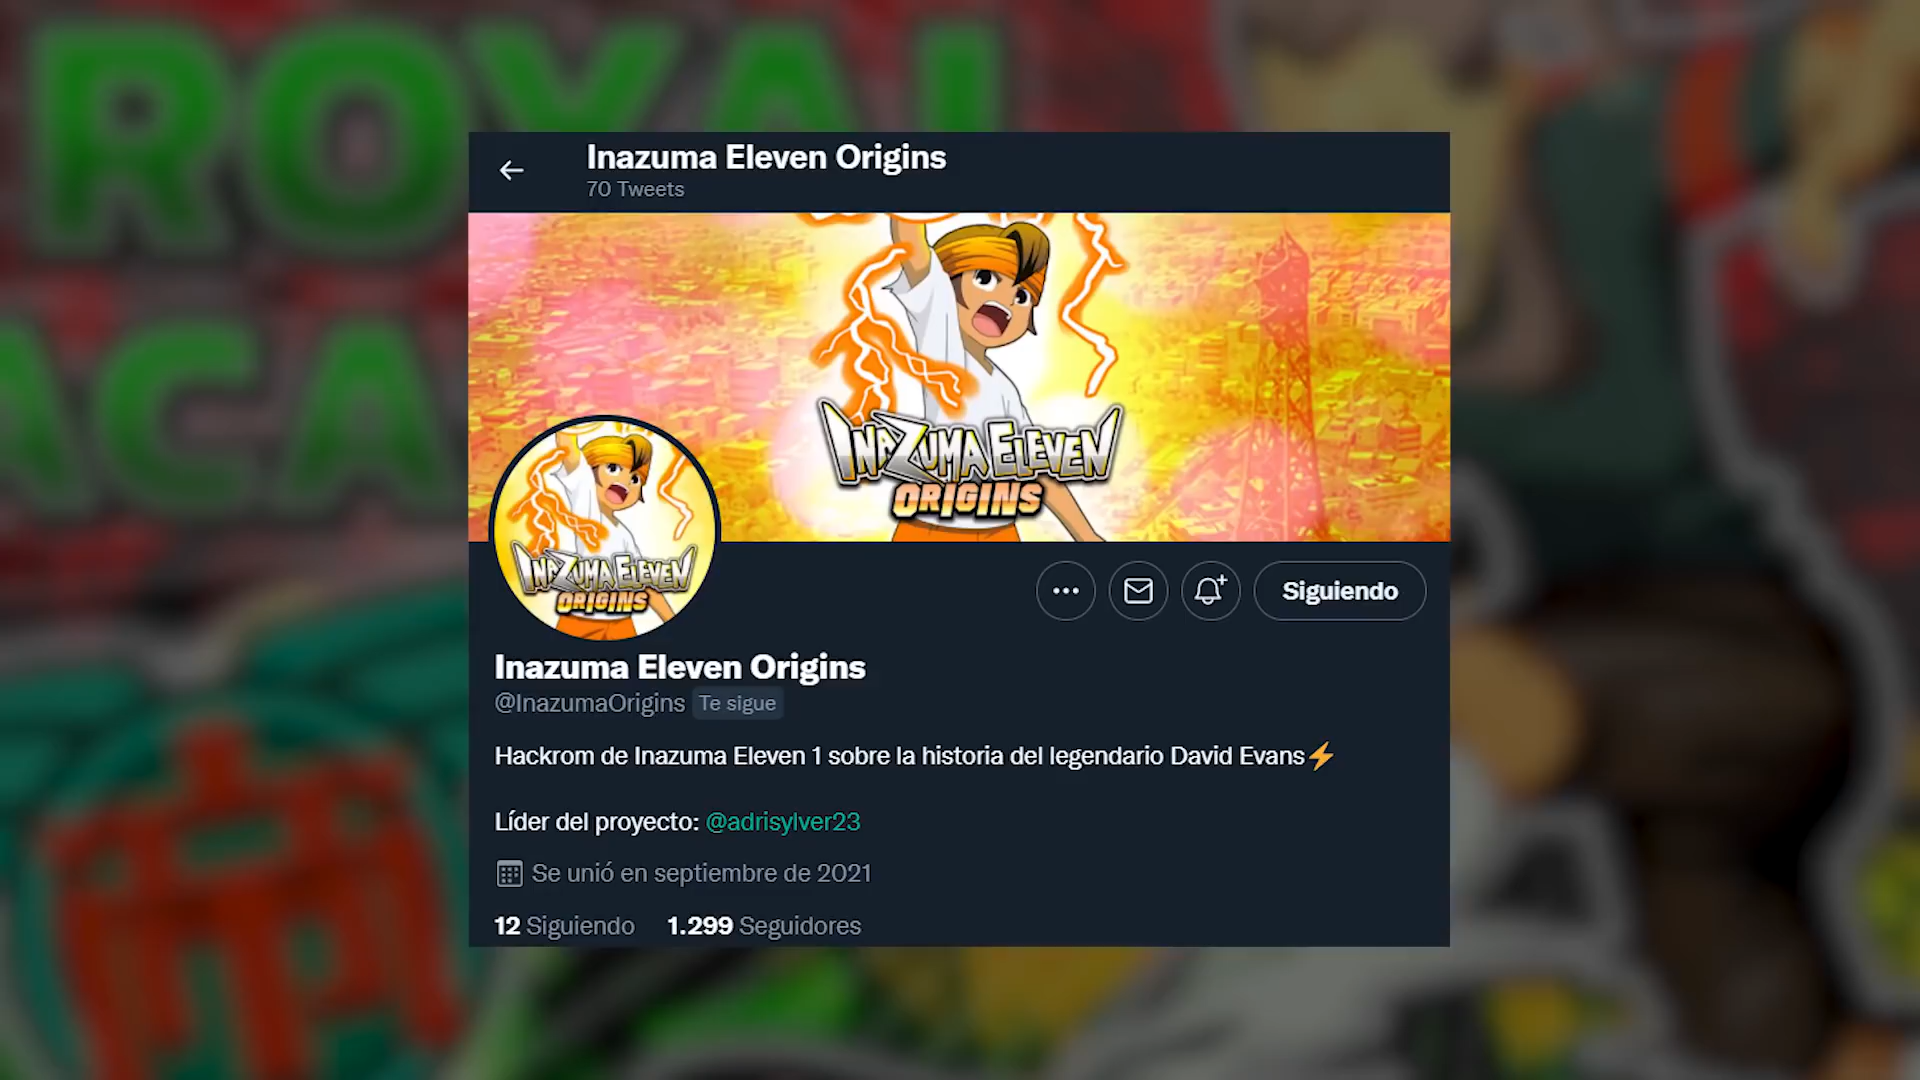 ROYAL
ACA
Inazuma Eleven Origins
70 Tweets
INAZUMA ELEVEN
ORIGINS
INAZUMA ELEVEN
ORIGINS
Siguiendo
Inazuma Eleven Origins
@InazumaOrigins Te sigue
Hackrom de Inazuma Eleven 1 sobre la historia del legendario David Evans⚡
Líder del proyecto: @adrisylver23
Se unió en septiembre de 2021
12 Siguiendo 1.299 Seguidores